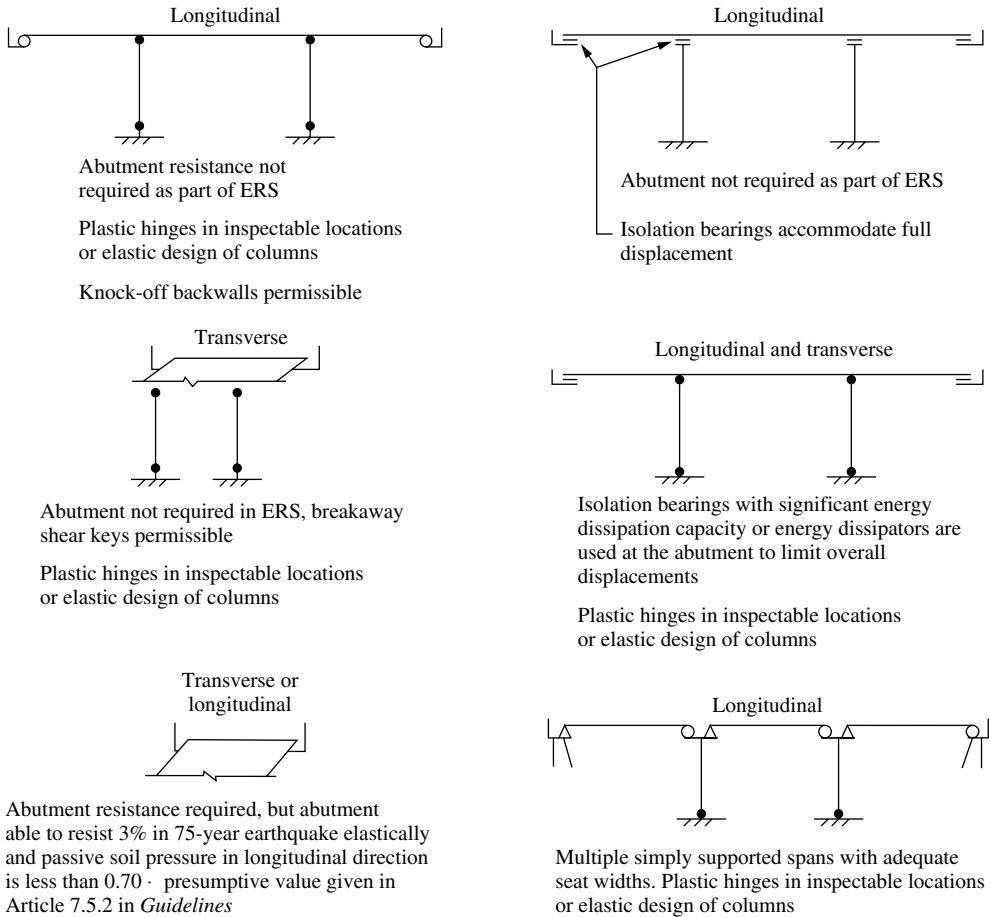 Longitudinal
Abutment resistance not
required as part of ERS
Plastic hinges in inspectable locations
or elastic design of columns
Knock-off backwalls permissible
Longitudinal
Abutment not required as part of ERS
Isolation bearings accommodate full
displacement
Transverse
Abutment not required in ERS, breakaway
shear keys permissible
Plastic hinges in inspectable locations
or elastic design of columns
Longitudinal and transverse
Isolation bearings with significant energy
dissipation capacity or energy dissipators are
used at the abutment to limit overall
displacements
Plastic hinges in inspectable locations
or elastic design of columns
Transverse or
longitudinal
Abutment resistance required, but abutment
able to resist 3% in 75-year earthquake elastically
and passive soil pressure in longitudinal direction
is less than 0.70 · presumptive value given in
Article 7.5.2 in Guidelines
Longitudinal
Multiple simply supported spans with adequate
seat widths. Plastic hinges in inspectable locations
or elastic design of columns